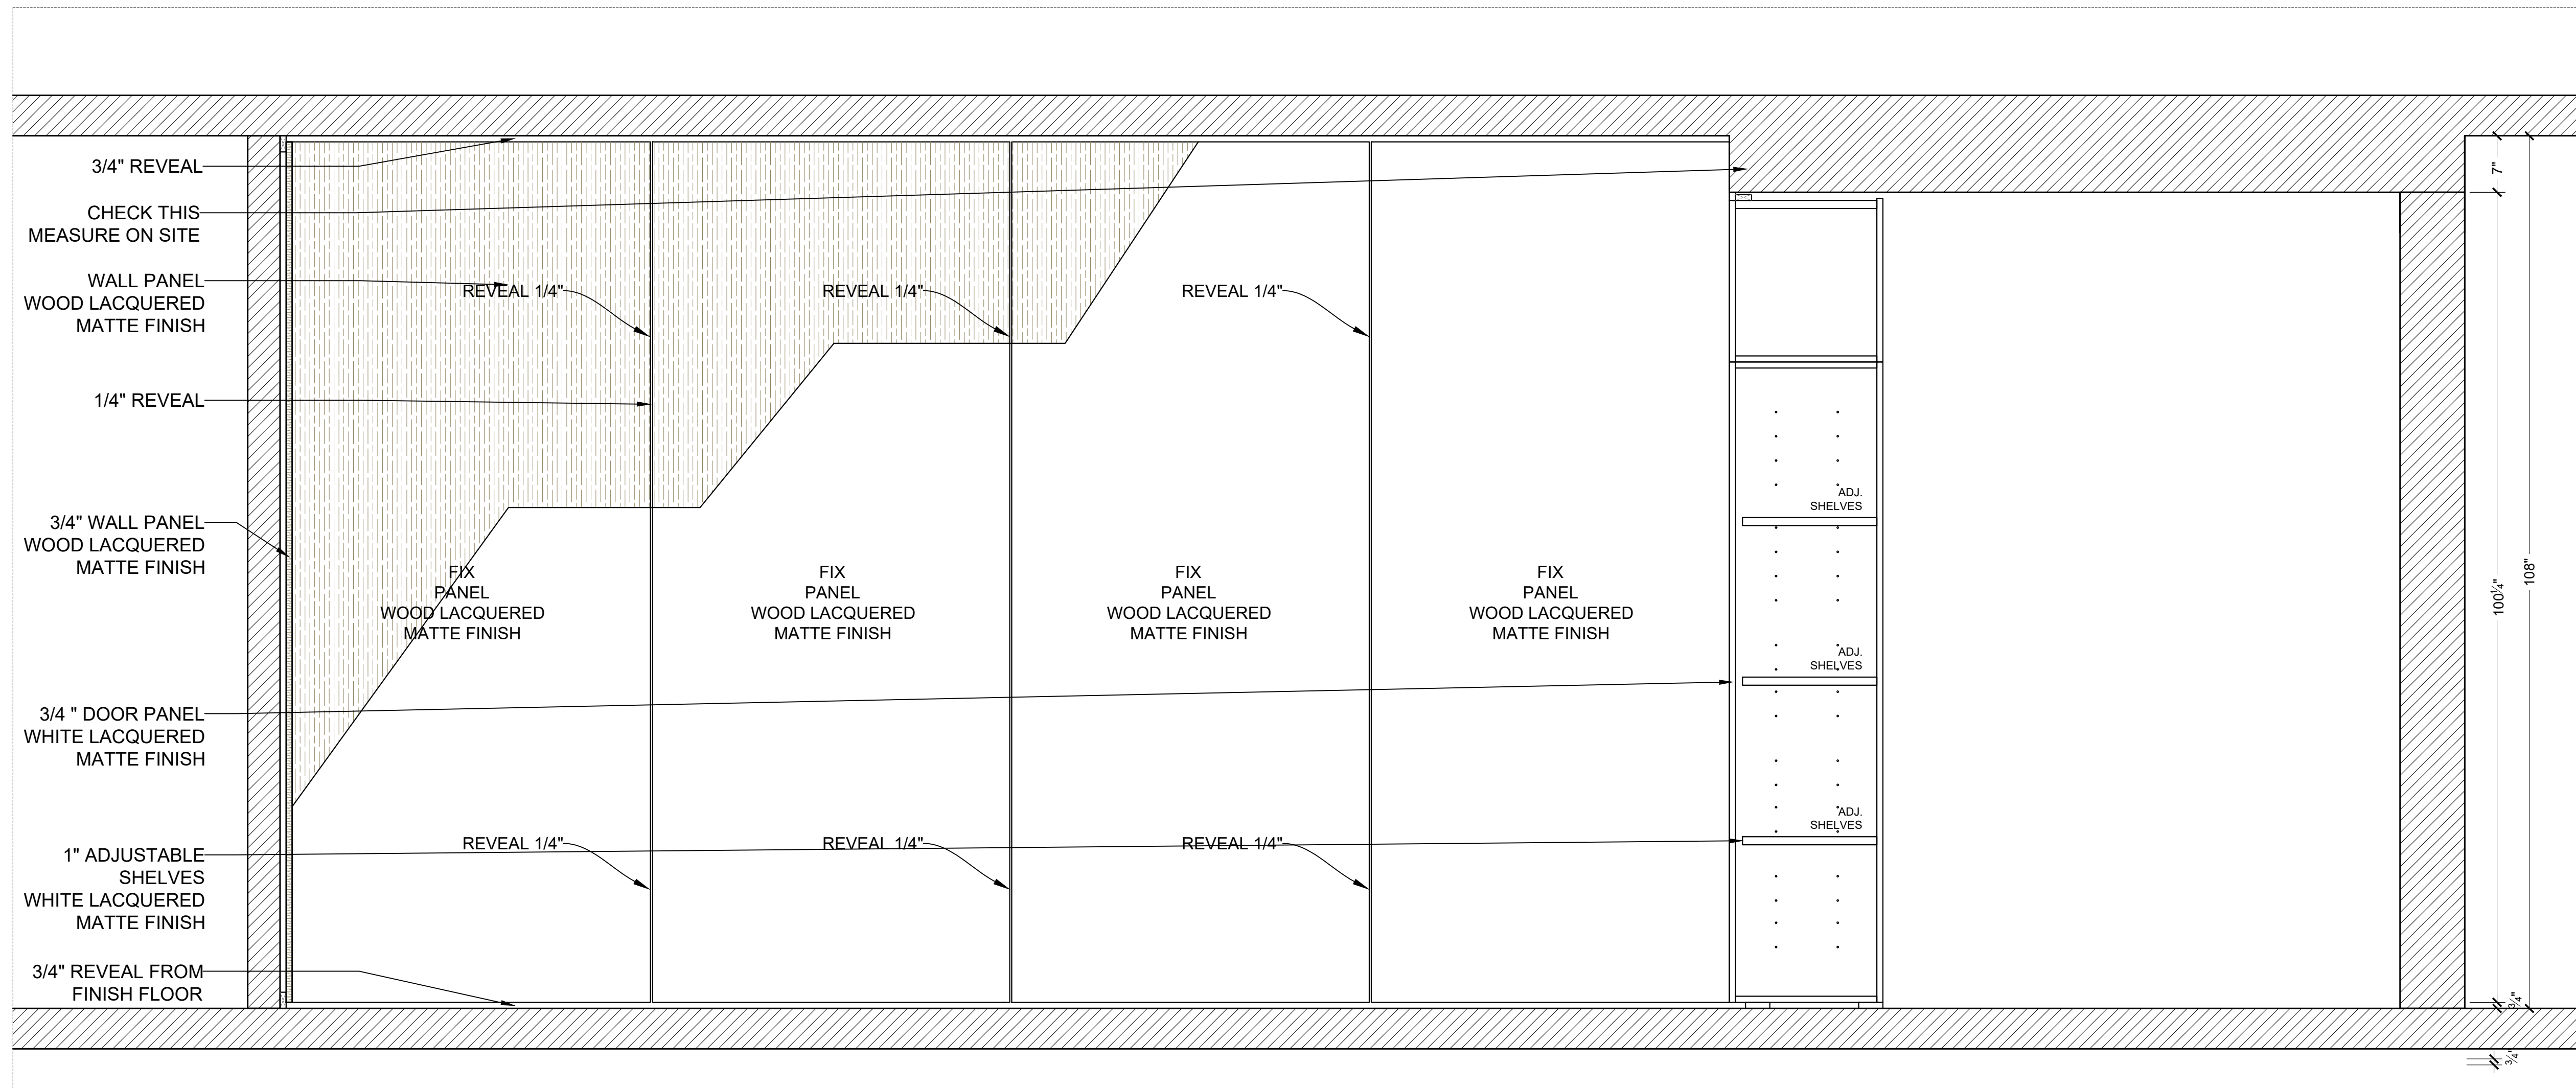 3/4" REVEAL
CHECK THIS
MEASURE ON SITE
WALL PANEL
WOOD LACQUERED
MATTE FINISH
1/4" REVEAL
3/4" WALL PANEL
WOOD LACQUERED
MATTE FINISH
3/4 " DOOR PANEL
WHITE LACQUERED
MATTE FINISH
1" ADJUSTABLE
SHELVES
WHITE LACQUERED
MATTE FINISH
3/4" REVEAL FROM
FINISH FLOOR
REVEAL 1/4"
REVEAL 1/4"
REVEAL 1/4"
FIX
PANEL
WOOD LACQUERED
MATTE FINISH
FIX
PANEL
WOOD LACQUERED
MATTE FINISH
FIX
PANEL
WOOD LACQUERED
MATTE FINISH
FIX
PANEL
WOOD LACQUERED
MATTE FINISH
REVEAL 1/4"
REVEAL 1/4"
REVEAL 1/4"
ADJ.
SHELVES
ADJ.
SHELVES
ADJ.
SHELVES
7"
100 1/4"
108"
3/4"
3/4"